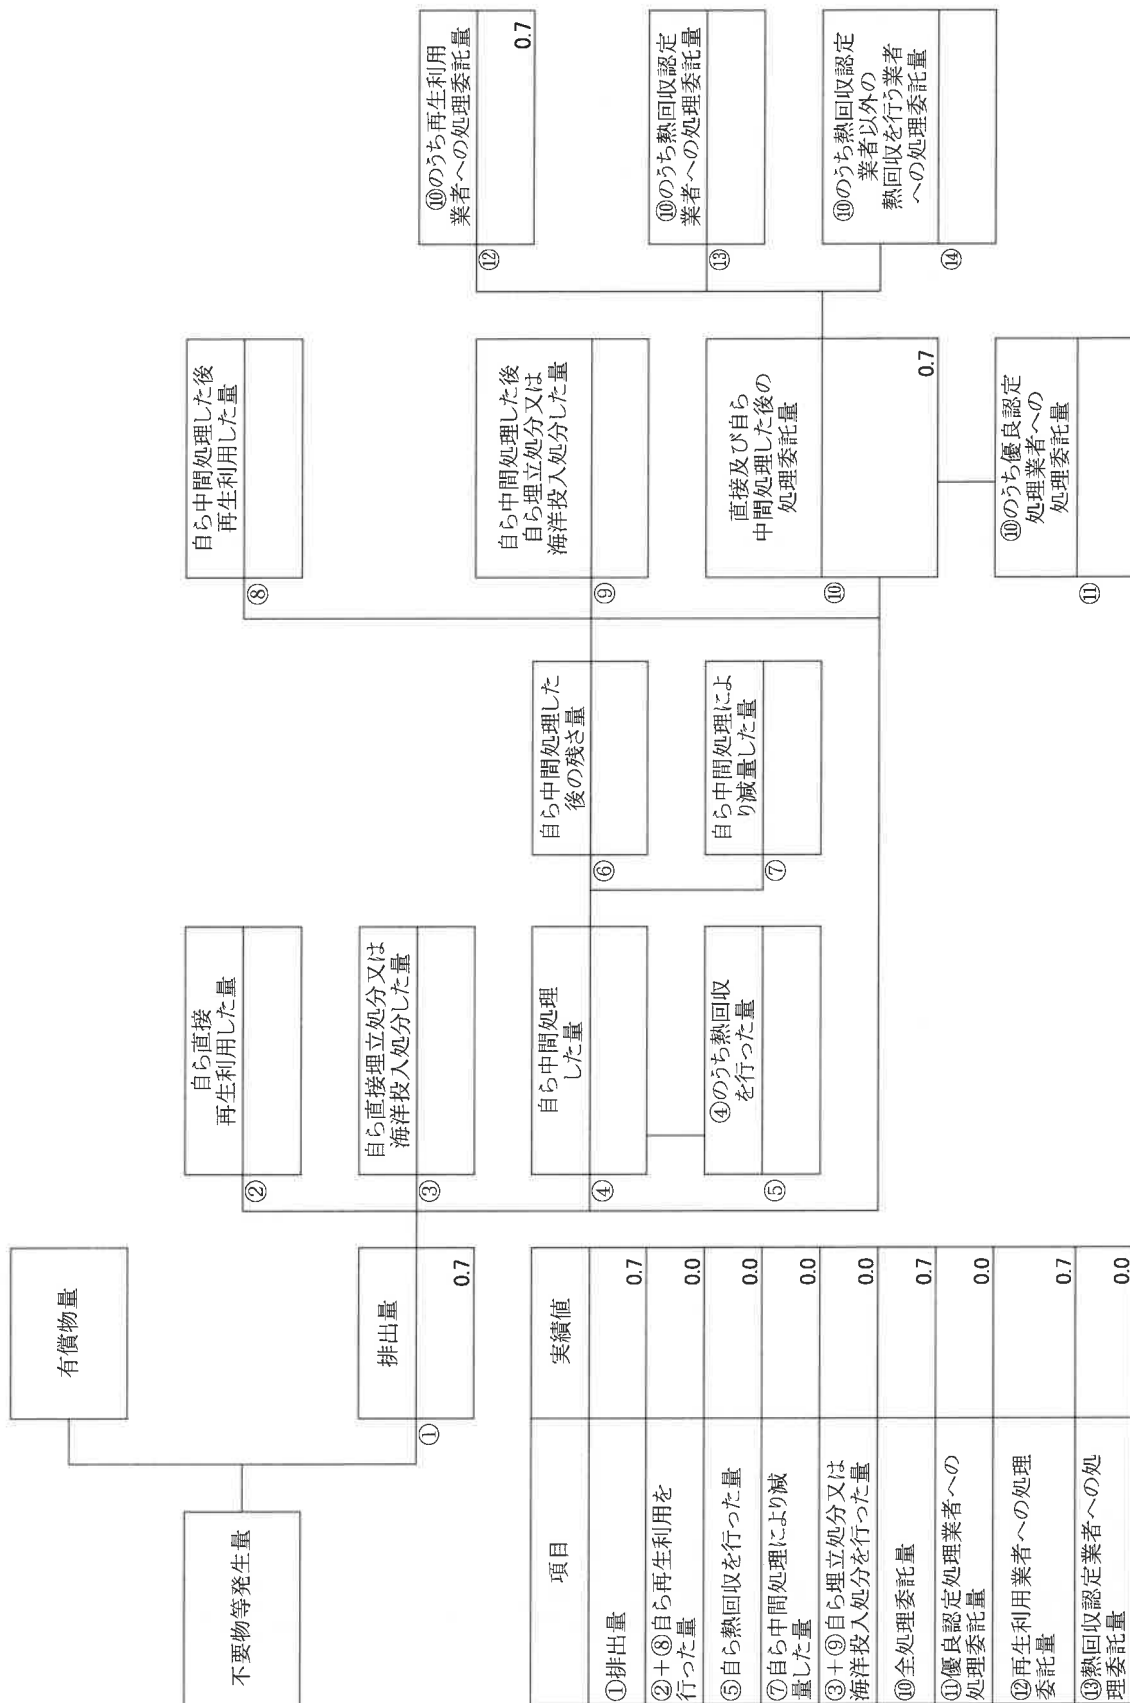 不要物等発生量
有償物量
排出量
①
0.7
自ら直接
再生利用した量
②
自ら直接埋立処分又は
海洋投入処分した量
③
自ら中間処理
した量
④
④のうち熱回収
を行った量
⑤
自ら中間処理した
後の残さ量
⑥
自ら中間処理によ
り減量した量
⑦
自ら中間処理した後
再生利用した量
⑧
自ら中間処理した後
自ら埋立処分又は
海洋投入処分した量
⑨
直接及び自ら
中間処理した後の
処理委託量
⑩
0.7
⑩のうち優良認定
処理業者への
処理委託量
⑪
⑩のうち再生利用
業者への処理委託量
⑫
0.7
⑩のうち熱回収認定
業者への処理委託量
⑬
⑩のうち熱回収認定
業者以外の
熱回収を行う業者
への処理委託量
⑭
項目 実績値
①排出量 0.7
②+⑧自ら再生利用を
行った量 0.0
⑤自ら熱回収を行った量 0.0
⑦自ら中間処理により減
量した量 0.0
③+⑨自ら埋立処分又は
海洋投入処分を行った量 0.0
⑩全処理委託量 0.7
⑪優良認定処理業者への
処理委託量 0.0
⑫再生利用業者への処理
委託量 0.7
⑬熱回収認定業者への処
理委託量 0.0